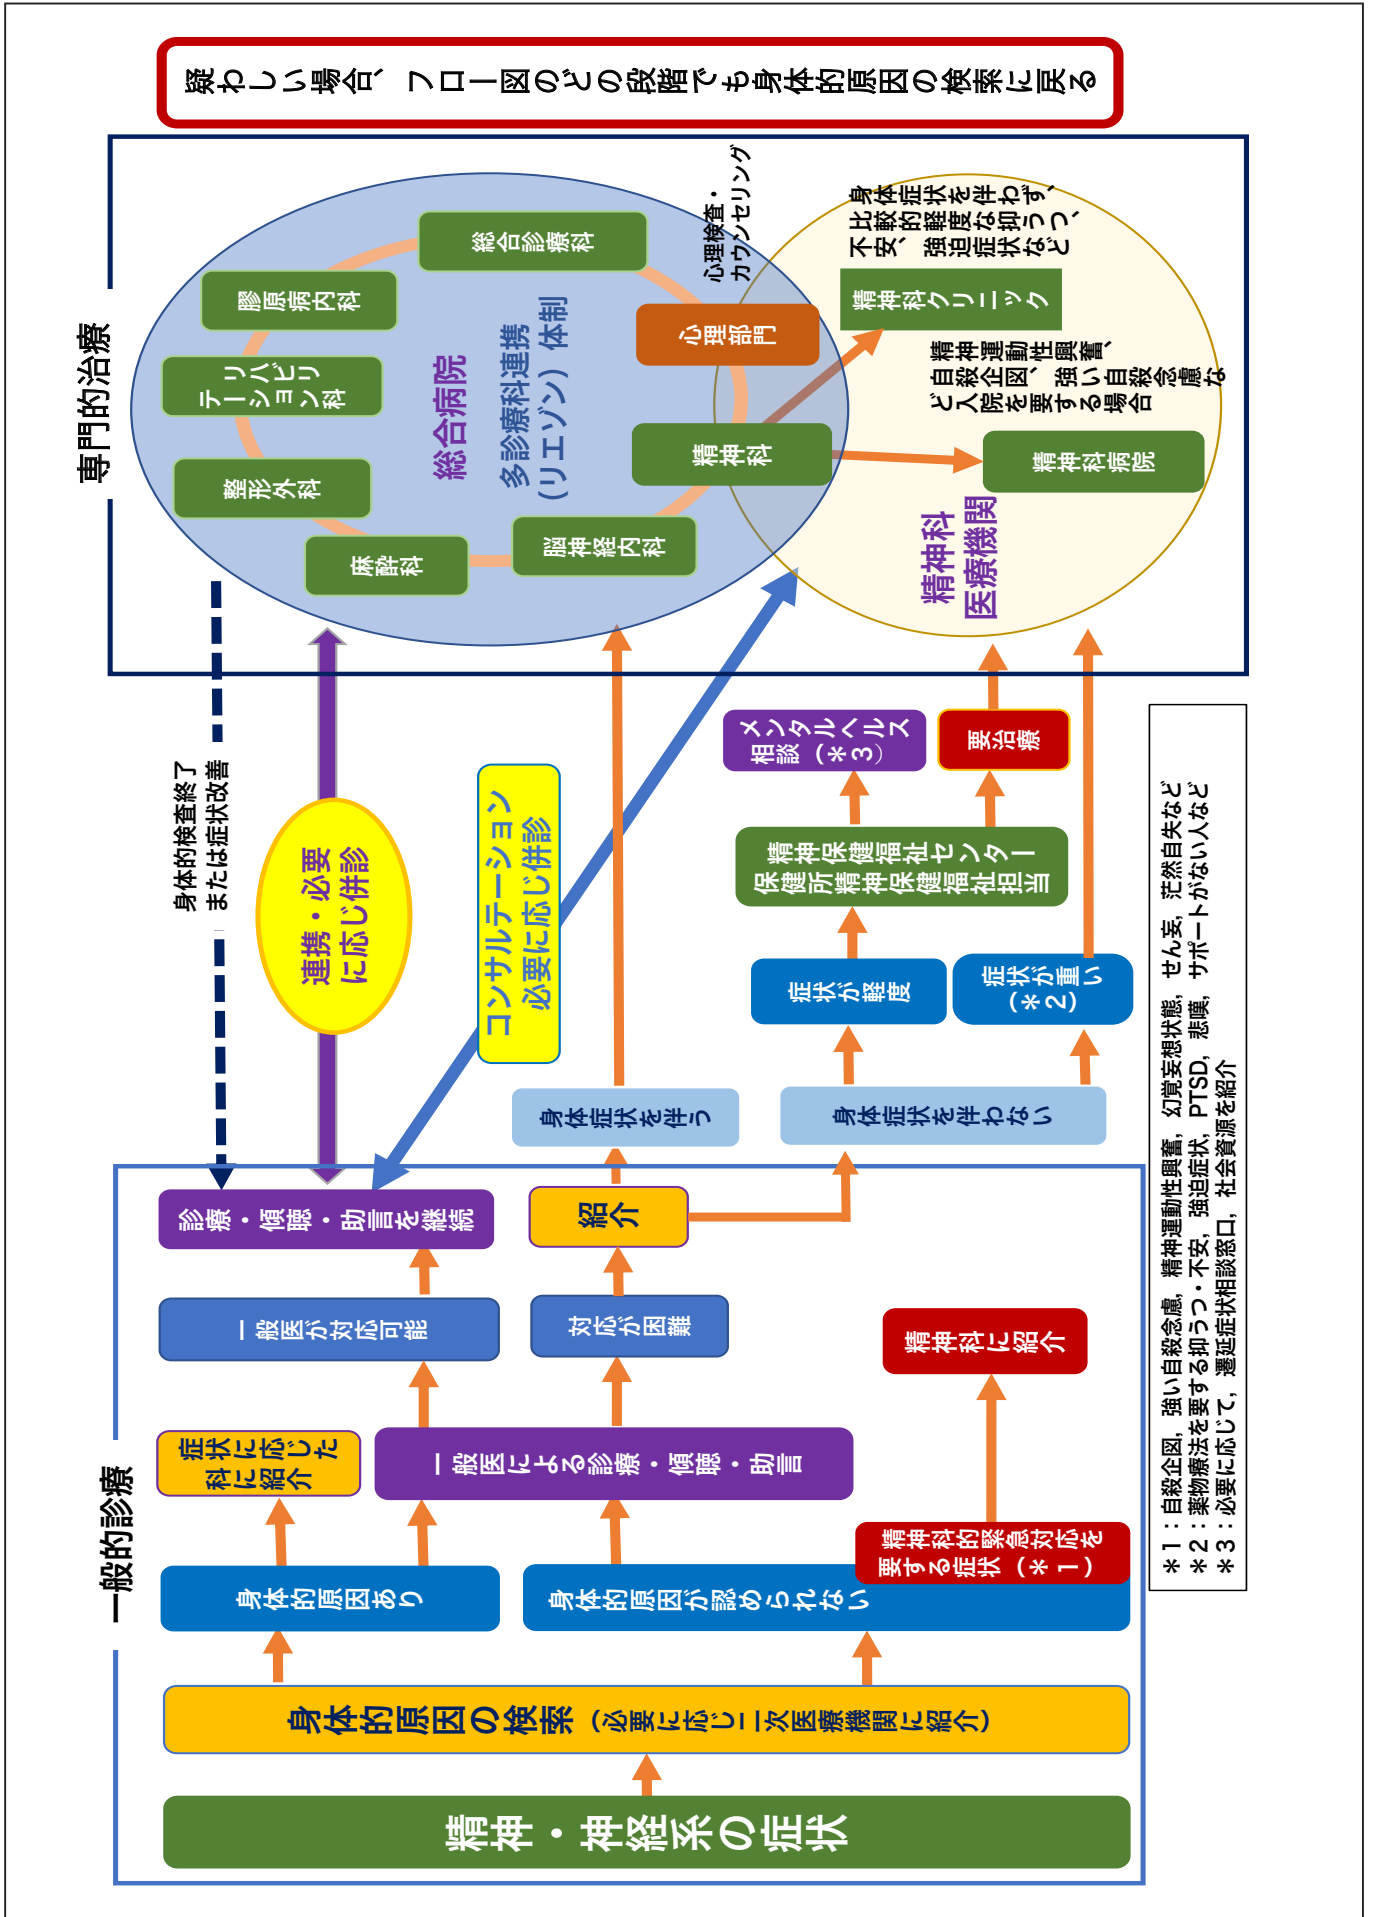 疑わしい場合、フロー図のどの段階でも身体的原因の検索に戻る
一般的診療
精神・神経系の症状
身体的原因の検索（必要に応じ二次医療機関に紹介）
身体的原因あり
身体的原因が認められない
精神科的緊急対応を
要する症状（＊１）
症状に応じた
科に紹介
一般医による診療・傾聴・助言
精神科に紹介
一般医が対応可能
対応が困難
診療・傾聴・助言を継続
紹介
身体症状を伴う
身体症状を伴わない
症状が軽度
症状が重い
（＊２）
精神保健福祉センター
保健所精神保健福祉担当
メンタルヘルス
相談（＊３）
要治療
身体的検査終了
または症状改善
連携・必要
に応じ併診
コンサルテーション
必要に応じ併診
専門的治療
総合病院
多診療科連携
（リエゾン）体制
麻酔科
整形外科
リハビリ
テーション科
膠原病内科
総合診療科
心理部門
心理検査・
カウンセリング
精神科
脳神経内科
精神科
医療機関
精神科病院
精神運動性興奮、
自殺企図、強い自殺念慮な
ど入院を要する場合
精神科クリニック
身体症状を伴わず、
比較的軽度な抑うつ、
不安、強迫症状など
＊１：自殺企図，強い自殺念慮，精神運動性興奮，幻覚妄想状態，せん妄，茫然自失など
＊２：薬物療法を要する抑うつ・不安，強迫症状，PTSD，悲嘆，サポートがない人など
＊３：必要に応じて，遷延症状相談窓口，社会資源を紹介